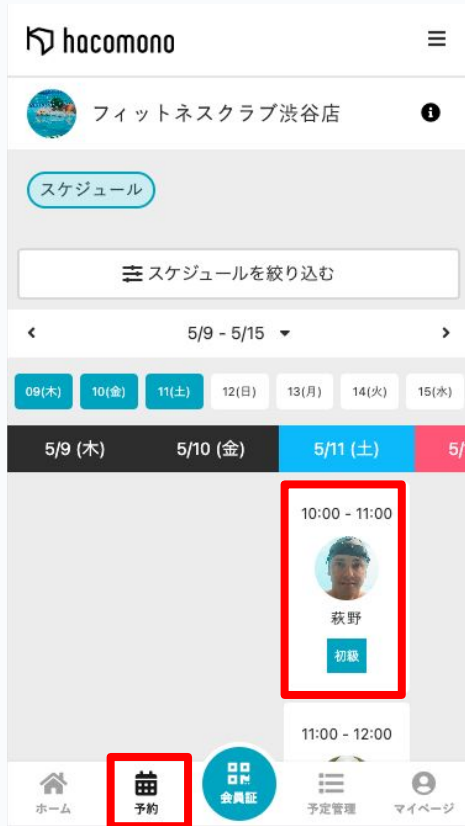 hacomono
フィットネスクラブ渋谷店
スケジュール
スケジュールを絞り込む
5/9 - 5/15
09(木) 10(金) 11(土) 12(日) 13(月) 14(火) 15(水)
5/9 (木) 5/10 (金) 5/11 (土) 5/
10:00 - 11:00
萩野
初級
11:00 - 12:00
ホーム 予約 会員証 予定管理 マイページ